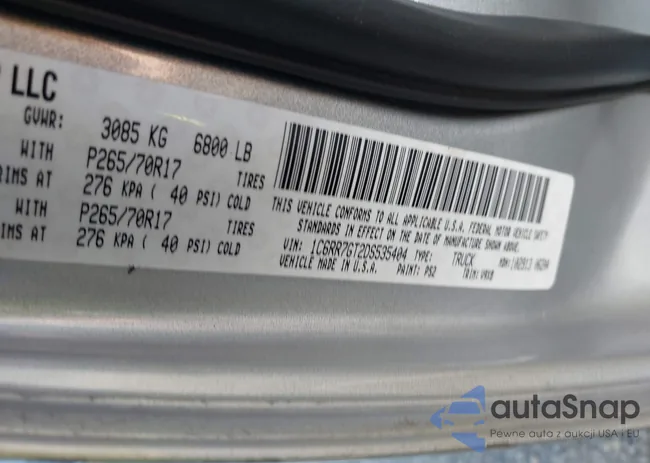 LLC
GVWR: 3085 KG 6800 LB
WITH P265/70R17 TIRES
RIMS AT 276 KPA ( 40 PSI) COLD
WITH P265/70R17 TIRES
RIMS AT 276 KPA ( 40 PSI) COLD
THIS VEHICLE CONFORMS TO ALL APPLICABLE U.S.A. FEDERAL MOTOR VEHICLE SAFETY
STANDARDS IN EFFECT ON THE DATE OF MANUFACTURE SHOWN ABOVE.
VIN: 1C6RR7GT2DS535404 TYPE: TRUCK MDH:
VEHICLE MADE IN U.S.A. PAINT: PS2 TRIM:
autaSnap
Pewne auta z aukcji USA i EU